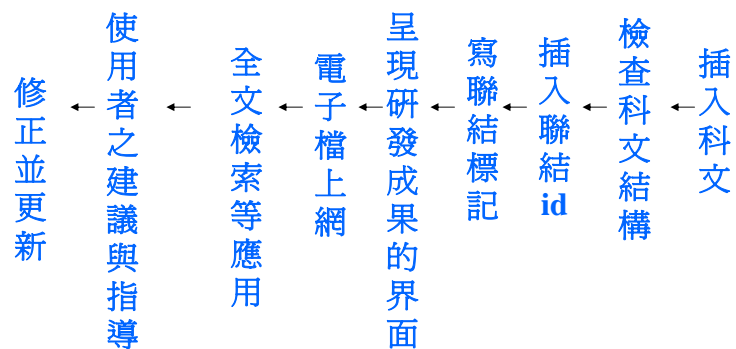 插入科文
檢查科文結構
插入聯結id
寫聯結標記
呈現研發成果的界面
電子檔上網
全文檢索等應用
使用者之建議與指導
修正並更新